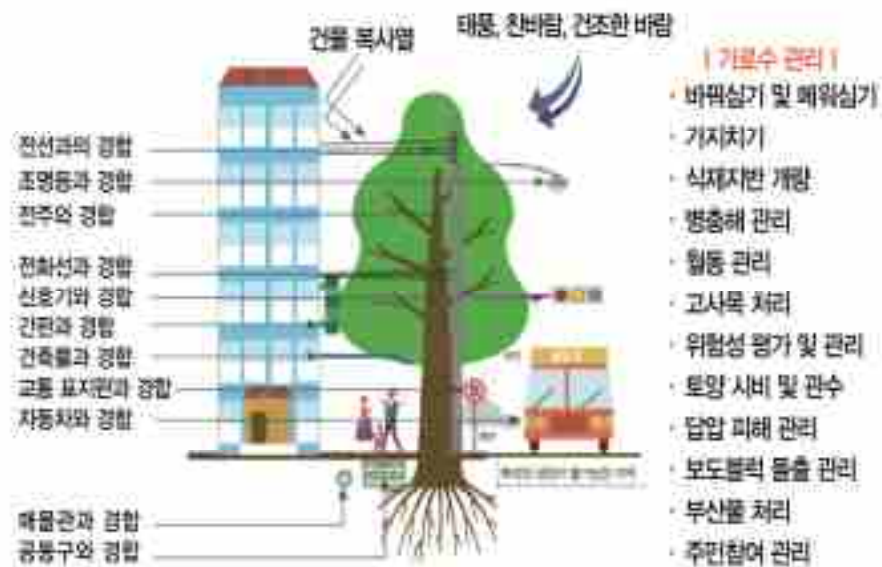 건물 복사열
태풍, 찬바람, 건조한 바람
전선과의 경합
조명등과 경합
전주와 경합
전화선과 경합
신호기와 경합
간판과 경합
건축물과 경합
교통 표지판과 경합
자동차와 경합
매물관과 경합
공동구와 경합
| 가로수 관리 |
· 바꿔심기 및 메워심기
· 가지치기
· 식재지반 개량
· 병충해 관리
· 월동 관리
· 고사목 처리
· 위험성 평가 및 관리
· 토양 시비 및 관수
· 답압 피해 관리
· 보도블럭 돌출 관리
· 부산물 처리
· 주민참여 관리